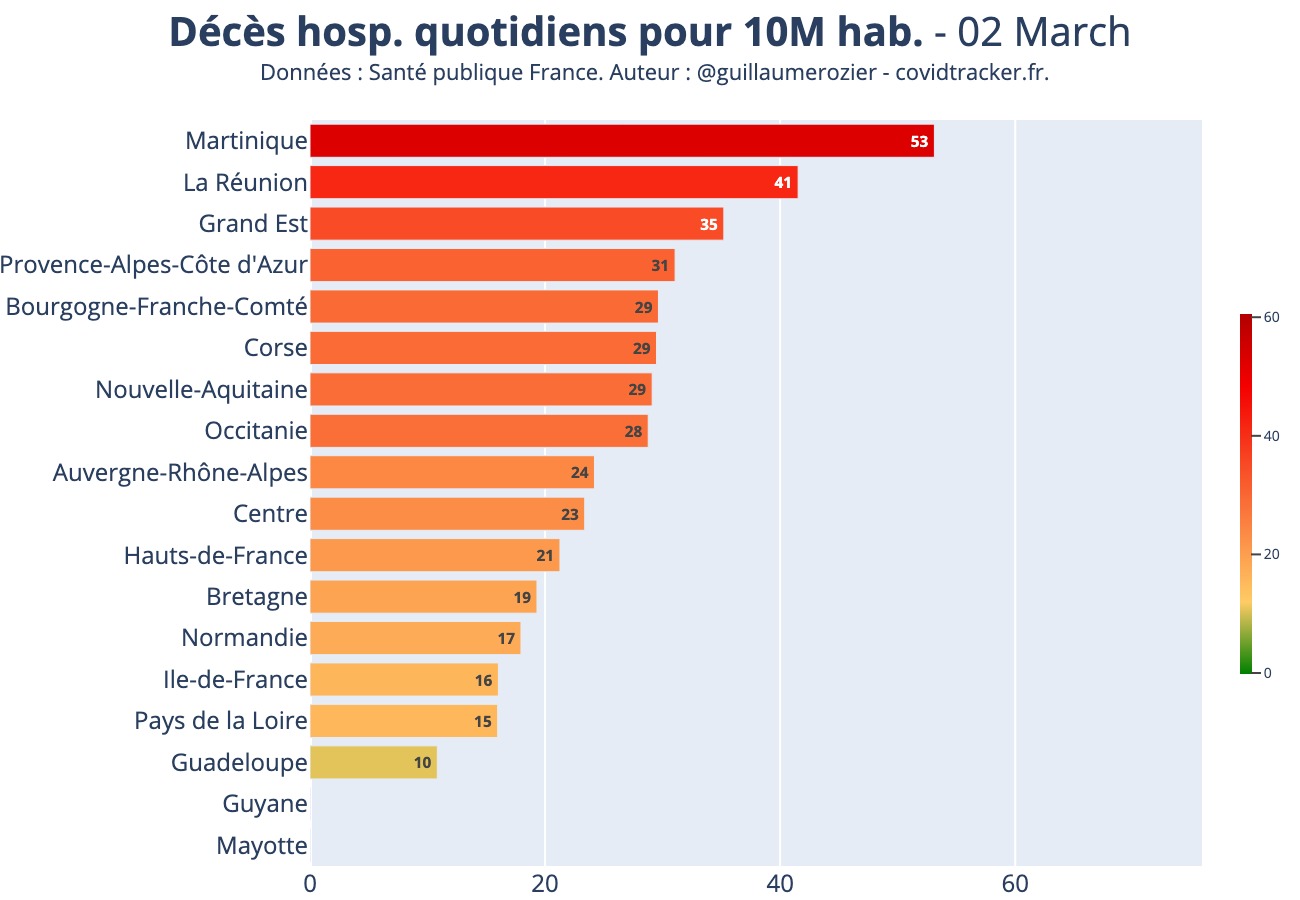 Décès hosp. quotidiens pour 10M hab. - 02 March
Données : Santé publique France. Auteur : @guillaumerozier - covidtracker.fr.
Martinique 53
La Réunion 41
Grand Est 35
Provence-Alpes-Côte d'Azur 31
Bourgogne-Franche-Comté 29
Corse 29
Nouvelle-Aquitaine 29
Occitanie 28
Auvergne-Rhône-Alpes 24
Centre 23
Hauts-de-France 21
Bretagne 19
Normandie 17
Ile-de-France 16
Pays de la Loire 15
Guadeloupe 10
Guyane
Mayotte
0 20 40 60
60
40
20
0